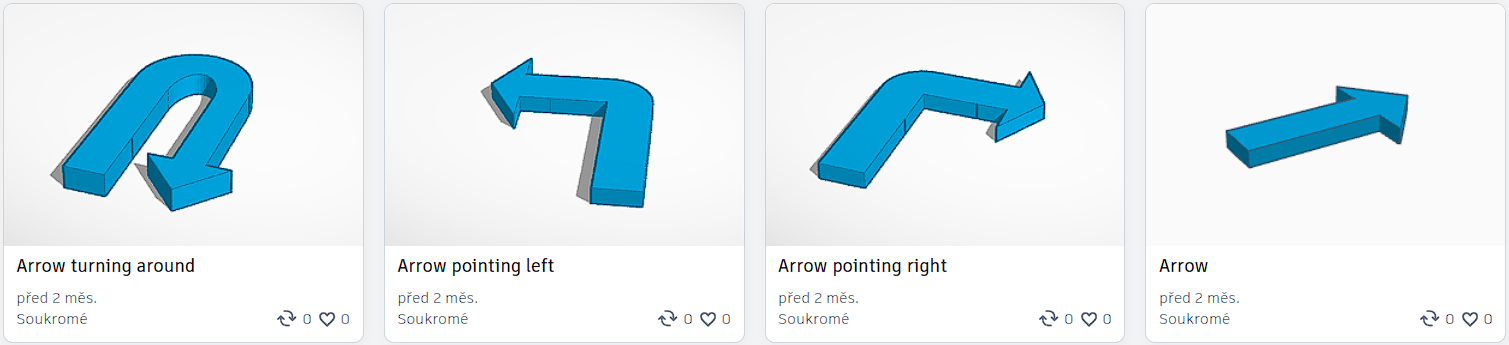 Arrow turning around
před 2 měs.
Soukromé 0 0
Arrow pointing left
před 2 měs.
Soukromé 0 0
Arrow pointing right
před 2 měs.
Soukromé 0 0
Arrow
před 2 měs.
Soukromé 0 0